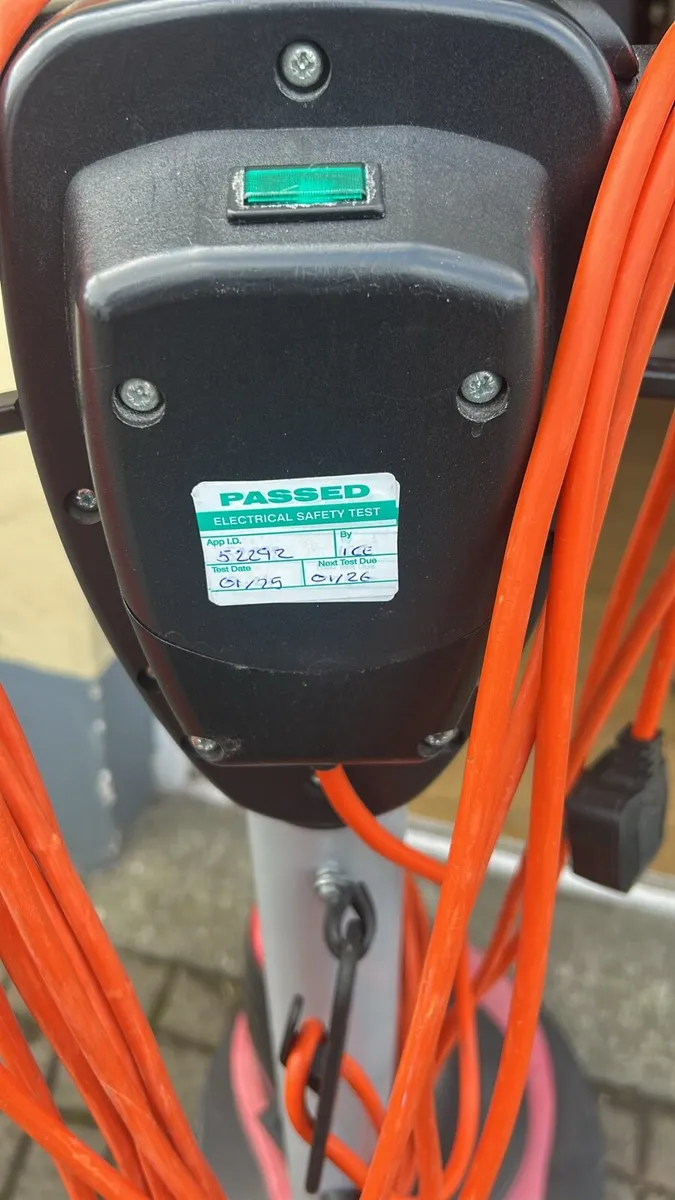 PASSED
ELECTRICAL SAFETY TEST
App I.D. By
52292 ICE
Test Date Next Test Due
01/25 01/26